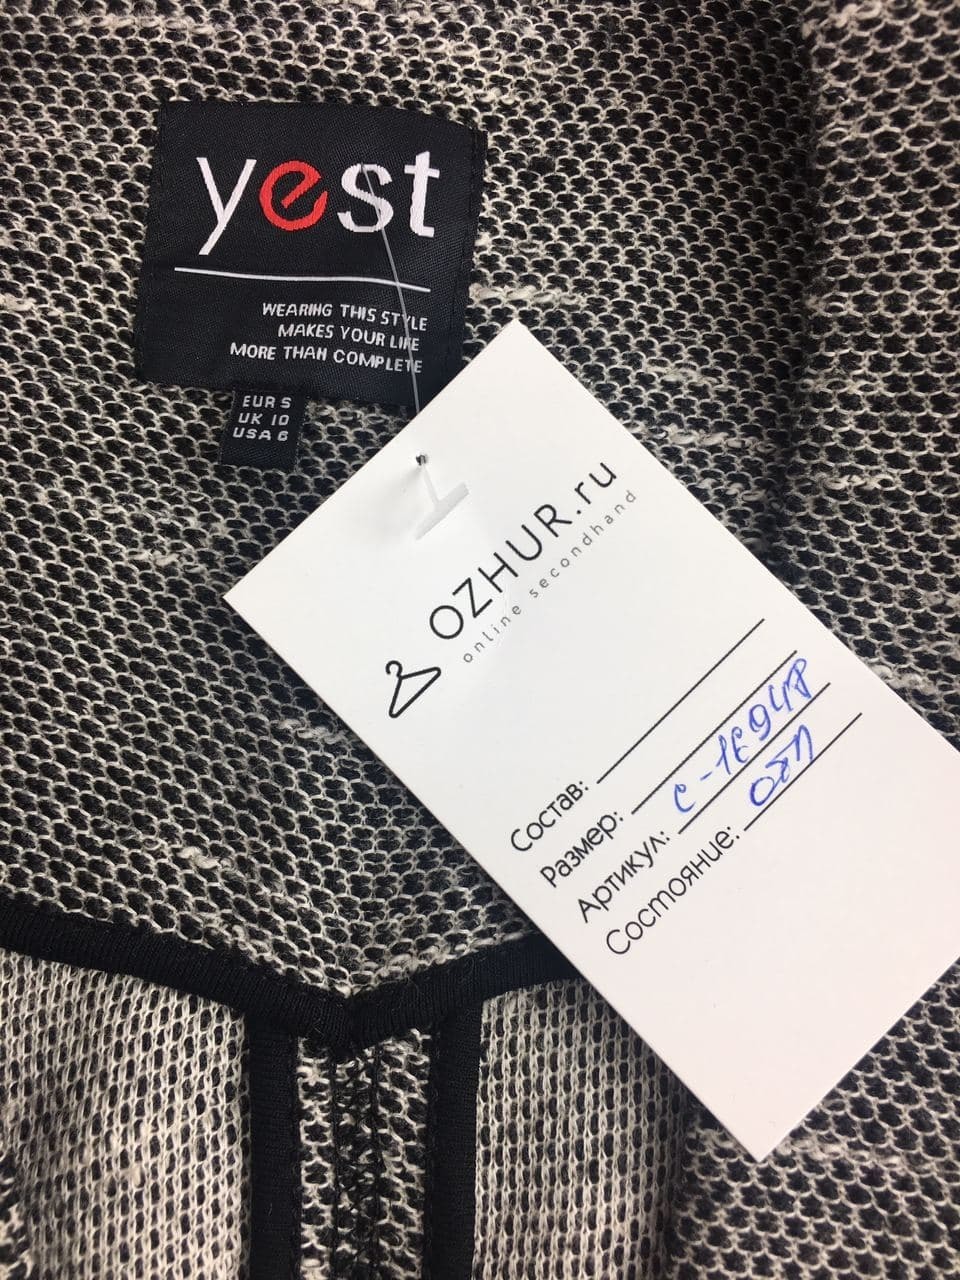 yest
WEARING THIS STYLE
MAKES YOUR LIFE
MORE THAN COMPLETE
EUR S
UK 10
USA 6
OZHUR.ru
online secondhand
Состав:
Размер:
Артикул:
Состояние: